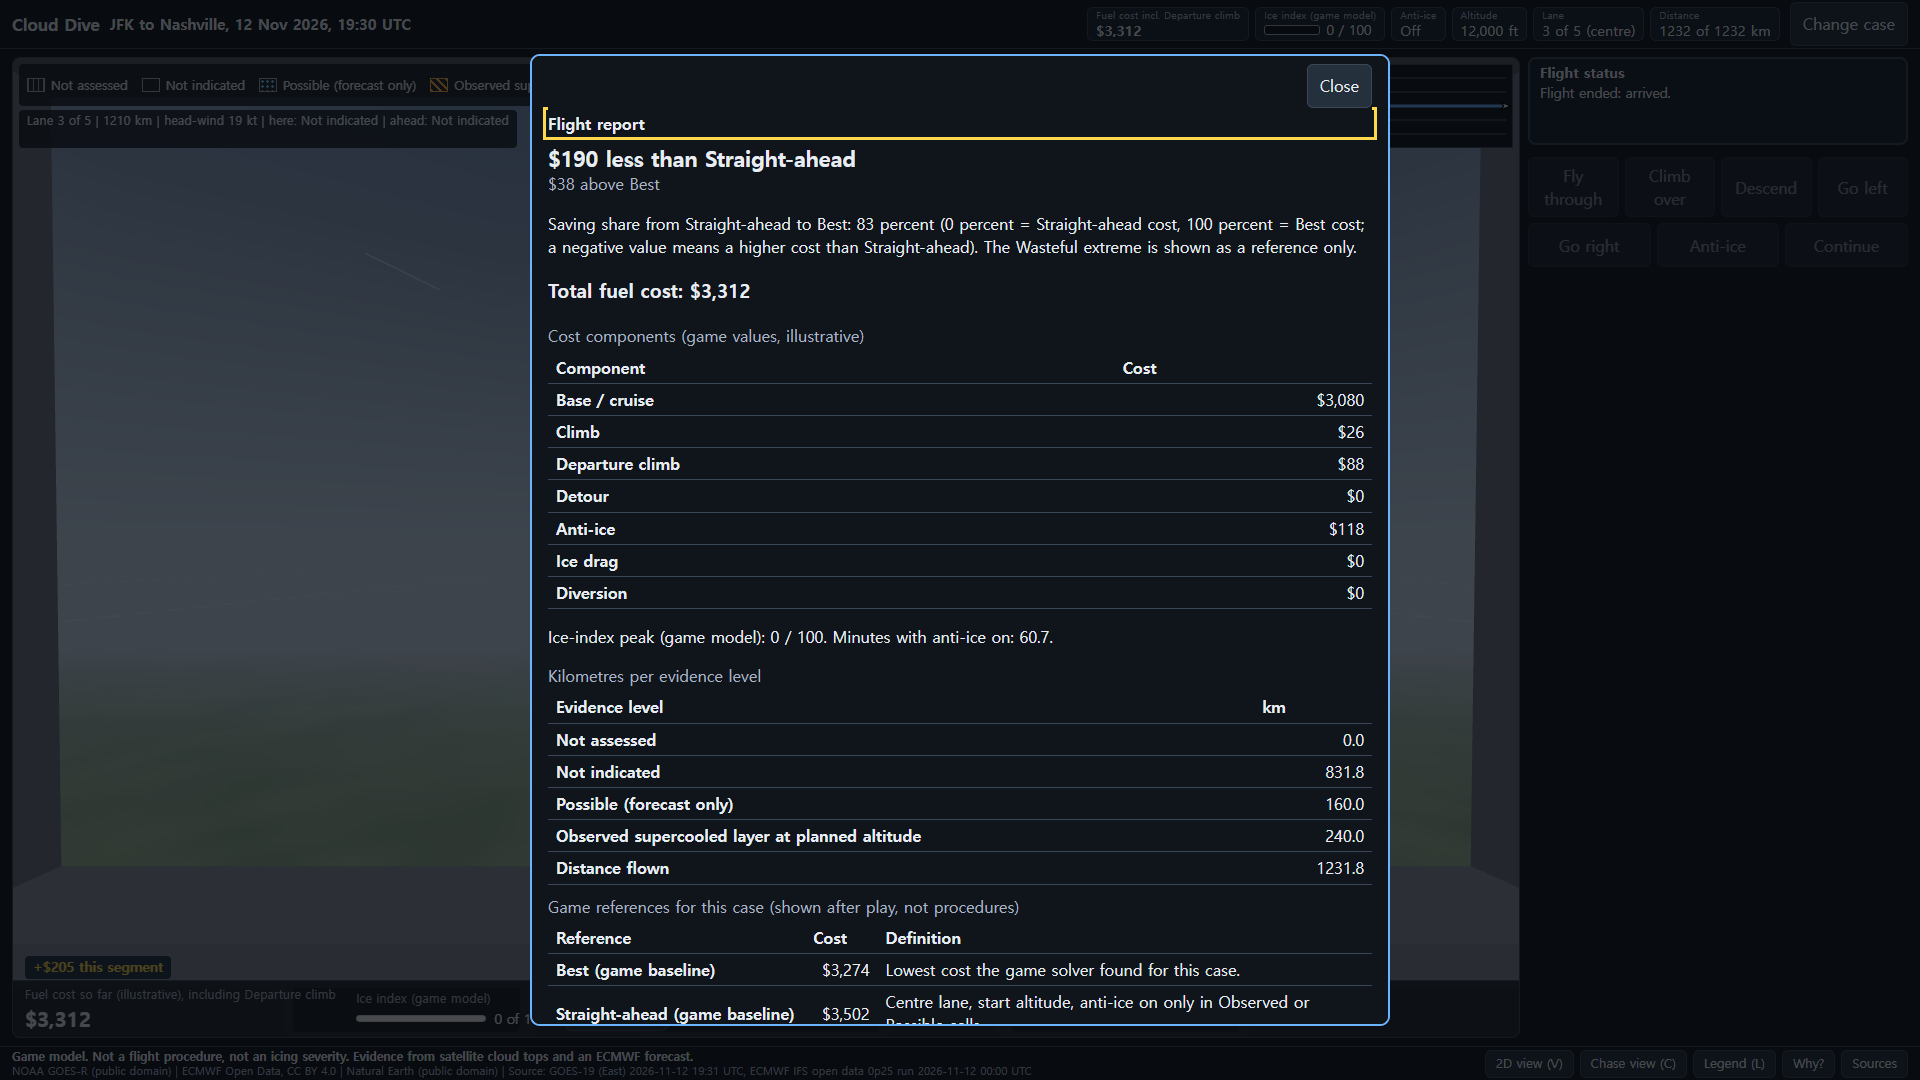 Cloud Dive JFK to Nashville, 12 Nov 2026, 19:30 UTC
Fuel cost incl. Departure climb
$3,312
Ice index (game model)
0 / 100
Anti-ice
Off
Altitude
12,000 ft
Lane
3 of 5 (centre)
Distance
1232 of 1232 km
Change case
Not assessed
Not indicated
Possible (forecast only)
Observed su
Lane 3 of 5 | 1210 km | head-wind 19 kt | here: Not indicated | ahead: Not indicated
Close
Flight report
$190 less than Straight-ahead
$38 above Best
Saving share from Straight-ahead to Best: 83 percent (0 percent = Straight-ahead cost, 100 percent = Best cost;
a negative value means a higher cost than Straight-ahead). The Wasteful extreme is shown as a reference only.
Total fuel cost: $3,312
Cost components (game values, illustrative)
Component Cost
Base / cruise $3,080
Climb $26
Departure climb $88
Detour $0
Anti-ice $118
Ice drag $0
Diversion $0
Ice-index peak (game model): 0 / 100. Minutes with anti-ice on: 60.7.
Kilometres per evidence level
Evidence level km
Not assessed 0.0
Not indicated 831.8
Possible (forecast only) 160.0
Observed supercooled layer at planned altitude 240.0
Distance flown 1231.8
Game references for this case (shown after play, not procedures)
Reference Cost Definition
Best (game baseline) $3,274 Lowest cost the game solver found for this case.
Straight-ahead (game baseline) $3,502 Centre lane, start altitude, anti-ice on only in Observed or
Flight status
Flight ended: arrived.
Fly through
Climb over
Descend
Go left
Go right
Anti-ice
Continue
+$205 this segment
Fuel cost so far (illustrative), including Departure climb
$3,312
Ice index (game model)
0 of 1
Game model. Not a flight procedure, not an icing severity. Evidence from satellite cloud tops and an ECMWF forecast.
NOAA GOES-R (public domain) | ECMWF Open Data, CC BY 4.0 | Natural Earth (public domain) | Source: GOES-19 (East) 2026-11-12 19:31 UTC, ECMWF IFS open data 0p25 run 2026-11-12 00:00 UTC
2D view (V)
Chase view (C)
Legend (L)
Why?
Sources